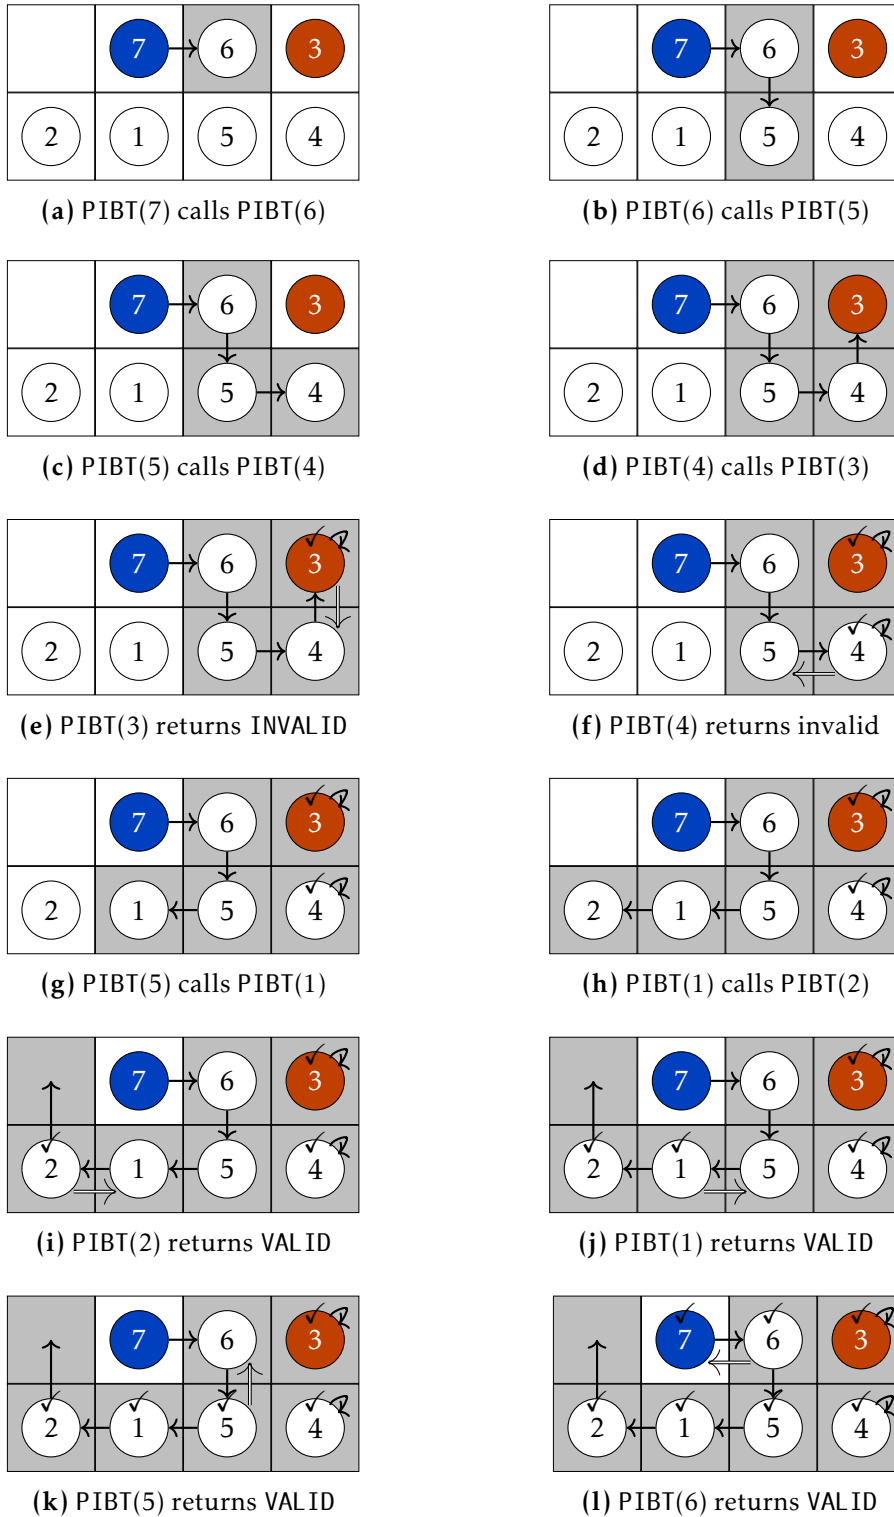 7 6 3 7 6 3
2 1 5 4 2 1 5 4
(a) PIBT(7) calls PIBT(6) (b) PIBT(6) calls PIBT(5)
7 6 3 7 6 3
2 1 5 4 2 1 5 4
(c) PIBT(5) calls PIBT(4) (d) PIBT(4) calls PIBT(3)
7 6 3 7 6 3
2 1 5 4 2 1 5 4
(e) PIBT(3) returns INVALID (f) PIBT(4) returns invalid
7 6 3 7 6 3
2 1 5 4 2 1 5 4
(g) PIBT(5) calls PIBT(1) (h) PIBT(1) calls PIBT(2)
7 6 3 7 6 3
2 1 5 4 2 1 5 4
(i) PIBT(2) returns VALID (j) PIBT(1) returns VALID
7 6 3 7 6 3
2 1 5 4 2 1 5 4
(k) PIBT(5) returns VALID (l) PIBT(6) returns VALID